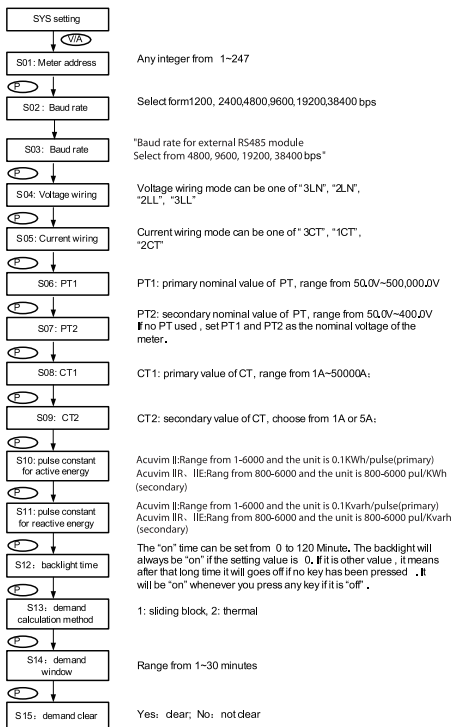 SYS setting
V/A
S01: Meter address
Any integer from 1~247
P
S02 : Baud rate
Select form1200, 2400,4800,9600,19200,38400 bps
S03: Baud rate
"Baud rate for external RS485 module
Select from 4800, 9600, 19200, 38400 bps"
P
S04: Voltage wiring
Voltage wiring mode can be one of “3LN”, “2LN”,
“2LL”, “3LL”
P
S05: Current wiring
Current wiring mode can be one of “ 3CT”, “1CT”,
“2CT”
P
S06: PT1
PT1: primary nominal value of PT, range from 50.0V~500,000.0V
P
S07: PT2
PT2: secondary nominal value of PT, range from 50.0V~400.0V
If no PT used , set PT1 and PT2 as the nominal voltage of the
meter.
P
S08: CT1
CT1: primary value of CT, range from 1A~50000A;
P
S09: CT2
CT2: secondary value of CT, choose from 1A or 5A;
P
S10: pulse constant
for active energy
Acuvim II:Range from 1-6000 and the unit is 0.1KWh/pulse(primary)
Acuvim IIR、IIE:Rang from 800-6000 and the unit is 800-6000 pul/KWh
(secondary)
P
S11: pulse constant
for reactive energy
Acuvim II:Range from 1-6000 and the unit is 0.1Kvarh/pulse(primary)
Acuvim IIR、IIE:Rang from 800-6000 and the unit is 800-6000 pul/Kvarh
(secondary)
P
S12: backlight time
The “on” time can be set from 0 to 120 Minute. The backlight will
always be “on” if the setting value is 0. If it is other value , it means
after that long time it will goes off if no key has been pressed . It
will be “on” whenever you press any key if it is “off” .
P
S13: demand
calculation method
1: sliding block, 2: thermal
P
S14: demand
window
Range from 1~30 minutes
P
S15: demand clear
Yes: clear; No: not clear